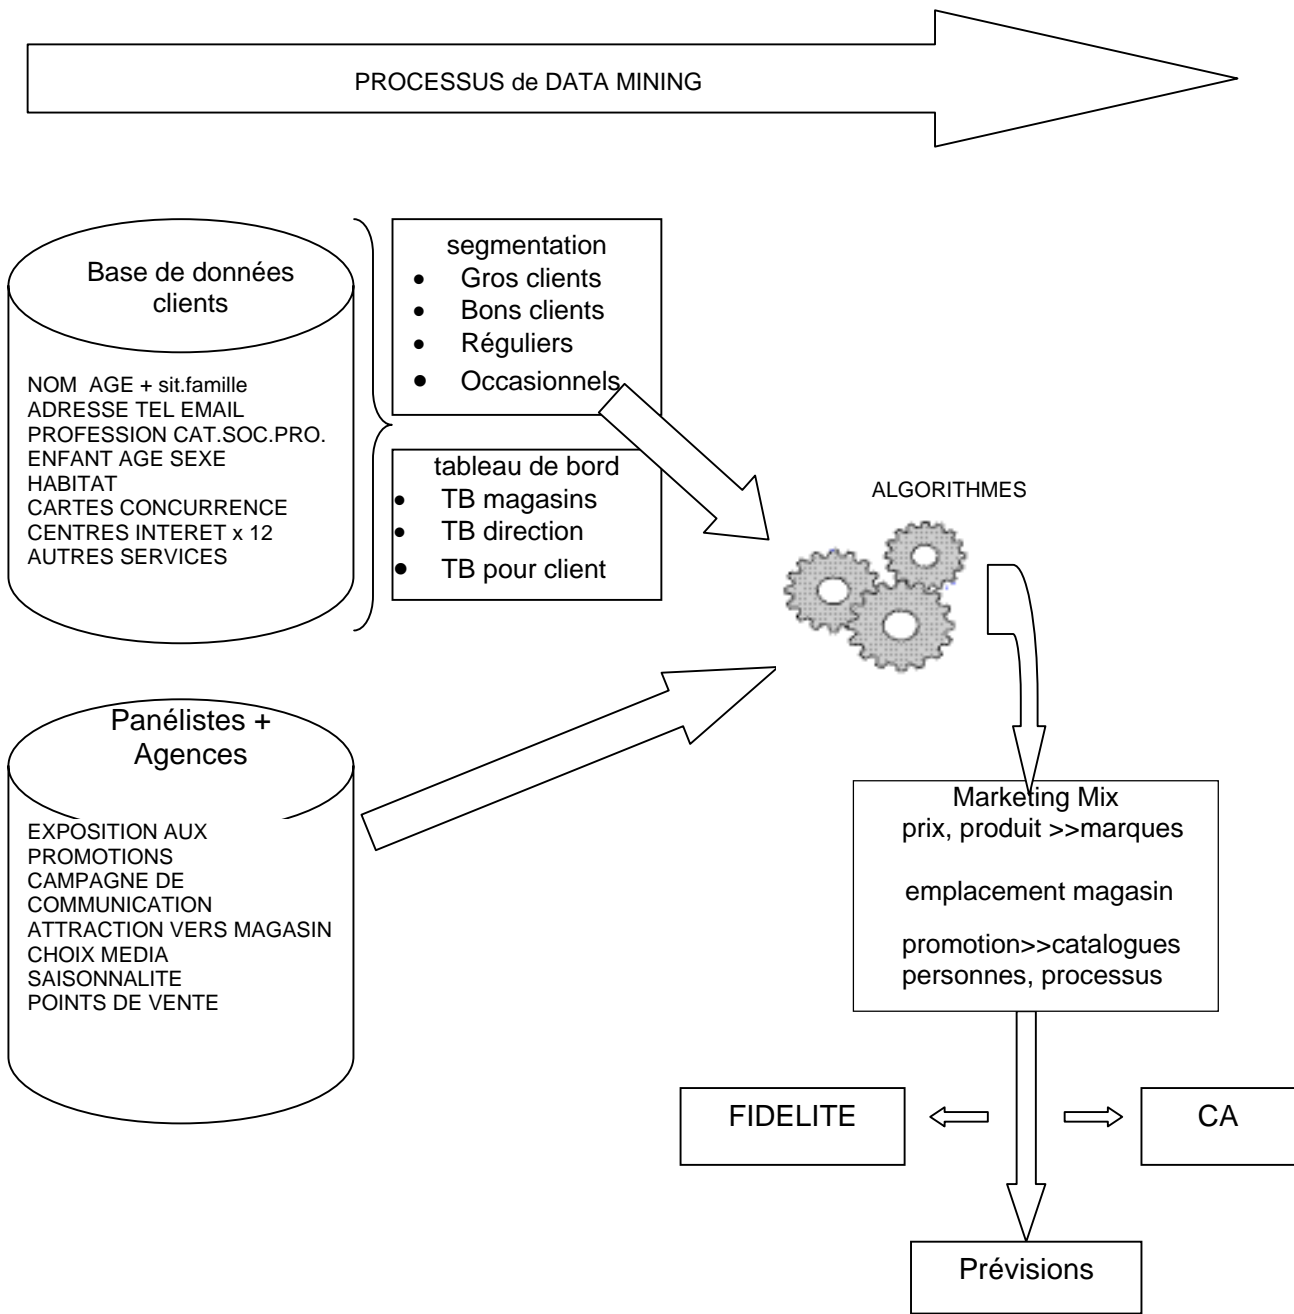 PROCESSUS de DATA MINING
Base de données
clients
NOM AGE + sit.famille
ADRESSE TEL EMAIL
PROFESSION CAT.SOC.PRO.
ENFANT AGE SEXE
HABITAT
CARTES CONCURRENCE
CENTRES INTERET x 12
AUTRES SERVICES
segmentation
• Gros clients
• Bons clients
• Réguliers
• Occasionnels
tableau de bord
• TB magasins
• TB direction
• TB pour client
ALGORITHMES
Panélistes +
Agences
EXPOSITION AUX
PROMOTIONS
CAMPAGNE DE
COMMUNICATION
ATTRACTION VERS MAGASIN
CHOIX MEDIA
SAISONNALITE
POINTS DE VENTE
Marketing Mix
prix, produit >>marques
emplacement magasin
promotion>>catalogues
personnes, processus
FIDELITE
CA
Prévisions